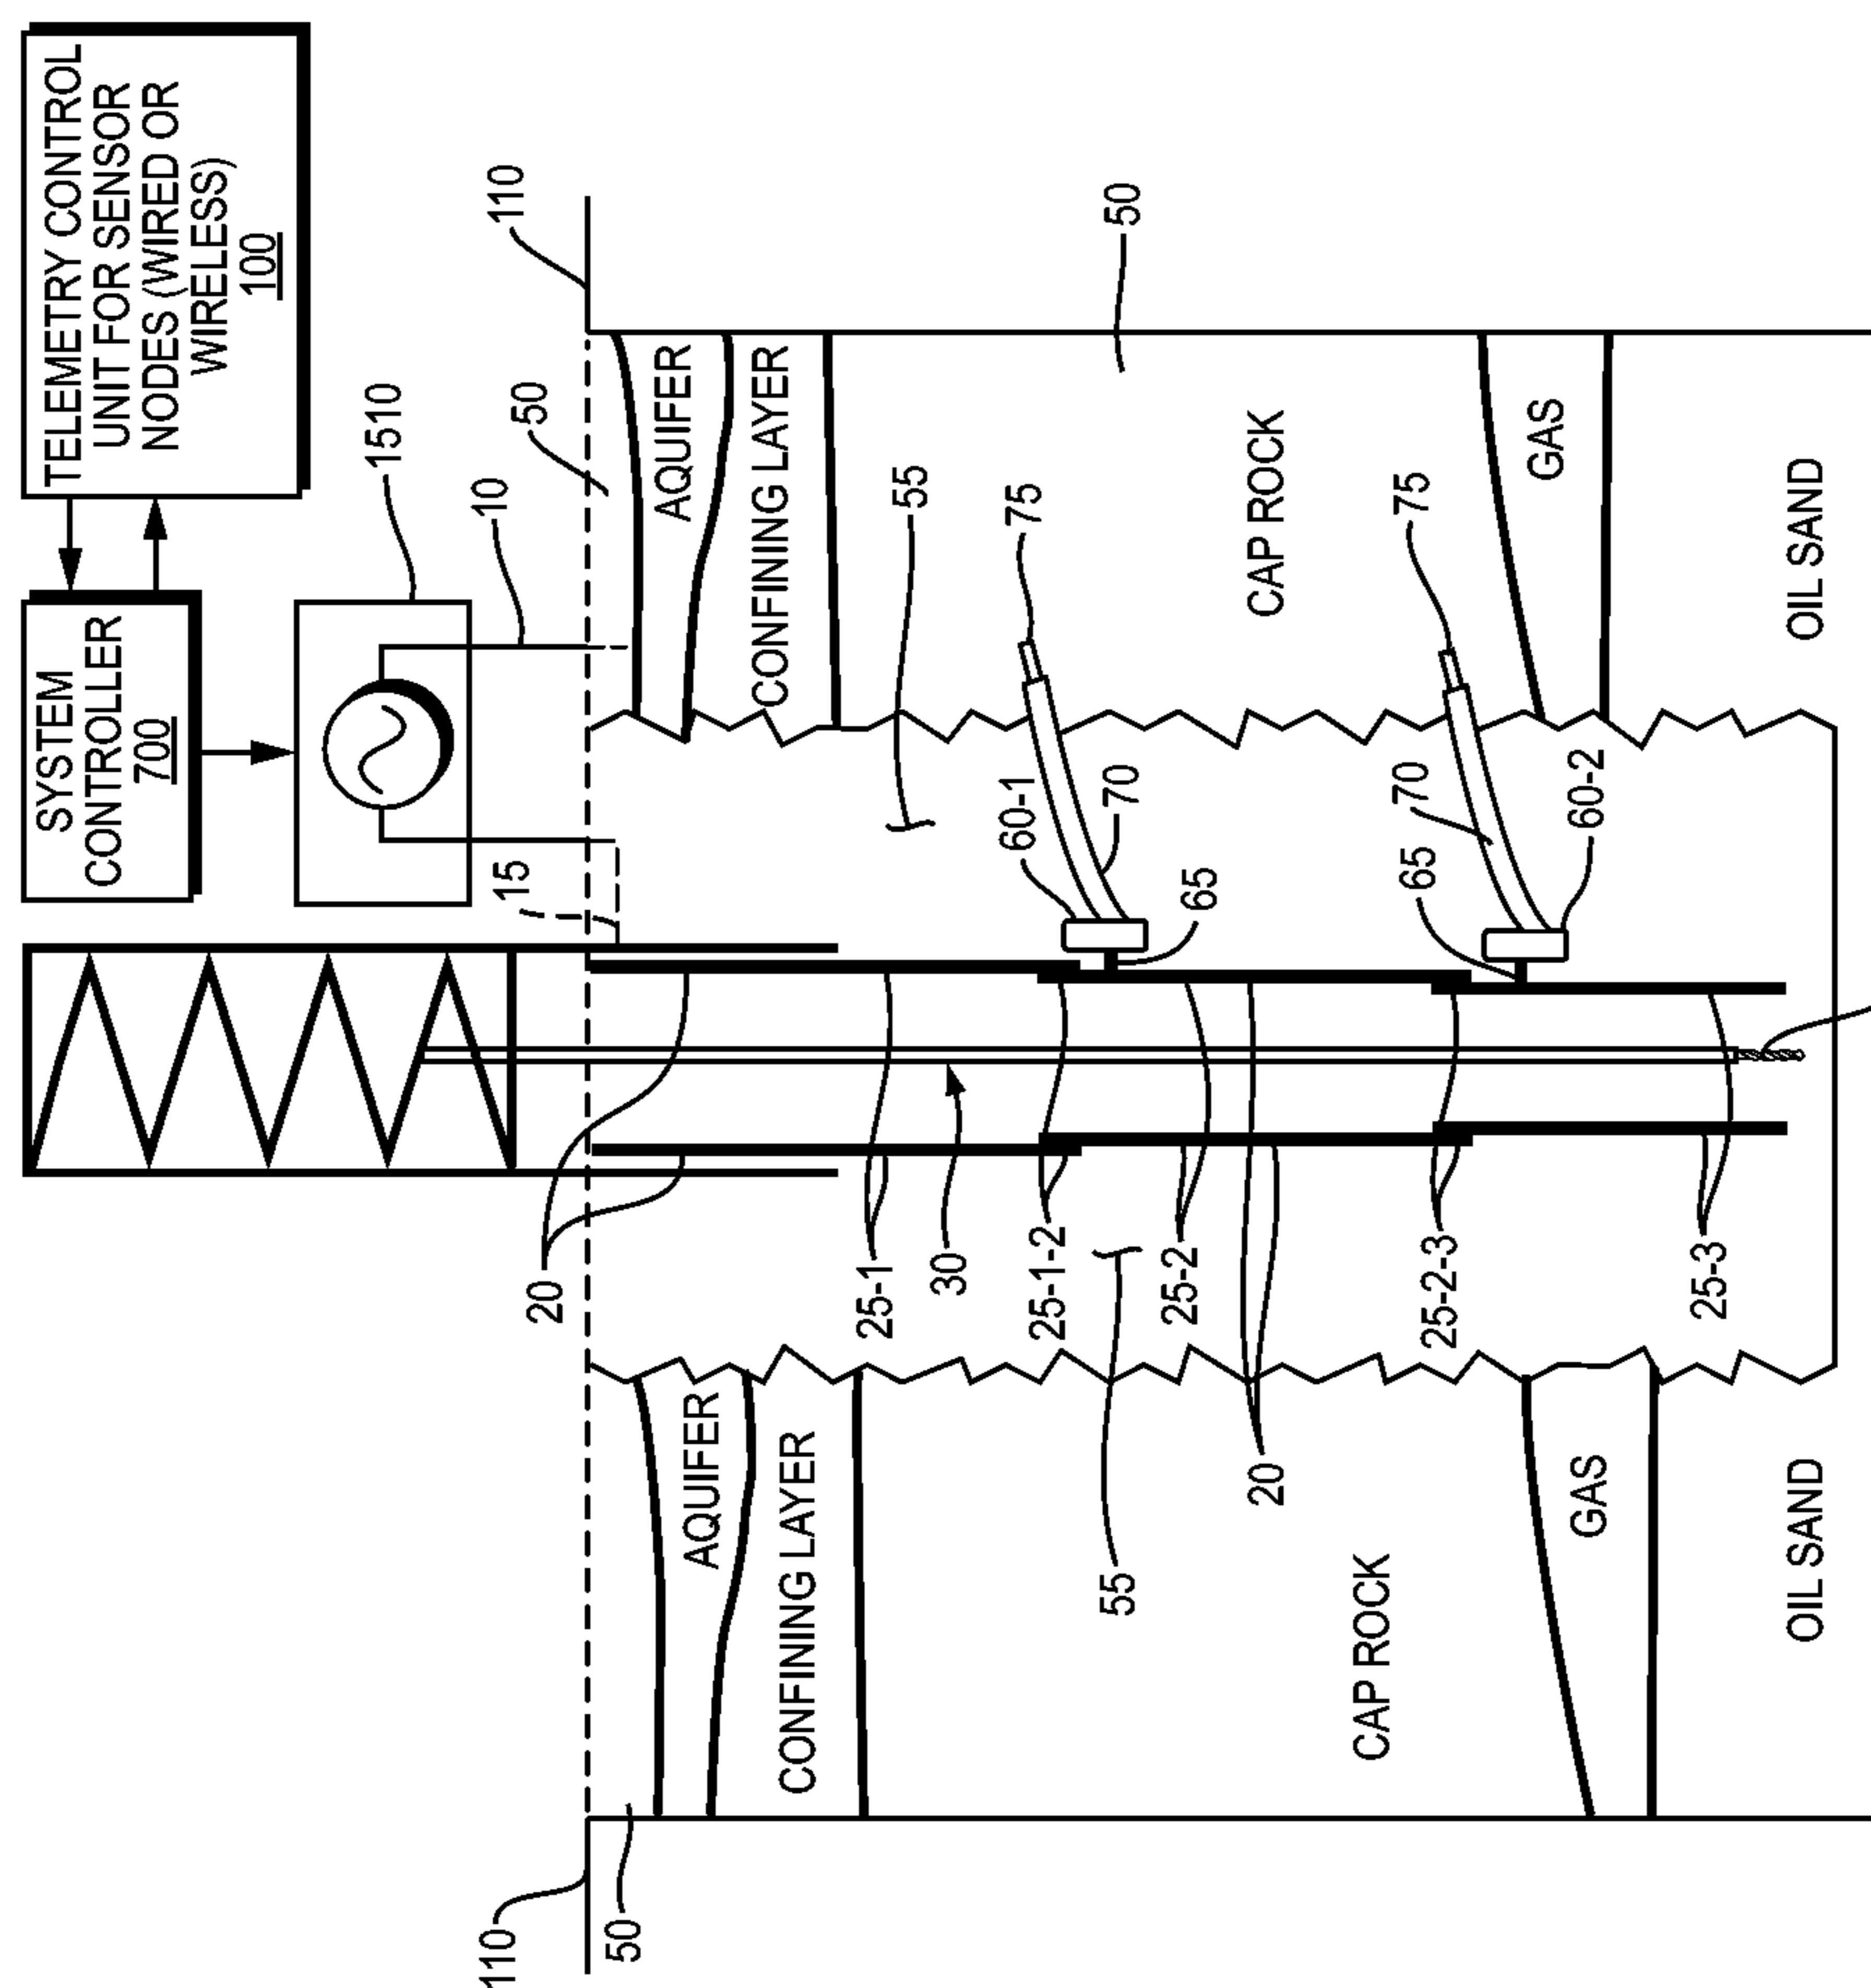 SYSTEM
CONTROLLER
700
TELEMETRY CONTROL
UNIT FOR SENSOR
NODES (WIRED OR
WIRELESS)
100
1510
10
15
110
50
110
50
20
AQUIFER
CONFINING LAYER
AQUIFER
CONFINING LAYER
25-1
30
55
25-1-2
60-1
75
55
70
50
25-2
65
20
CAP ROCK
CAP ROCK
25-2-3
65
70
75
60-2
GAS
GAS
25-3
OIL SAND
OIL SAND